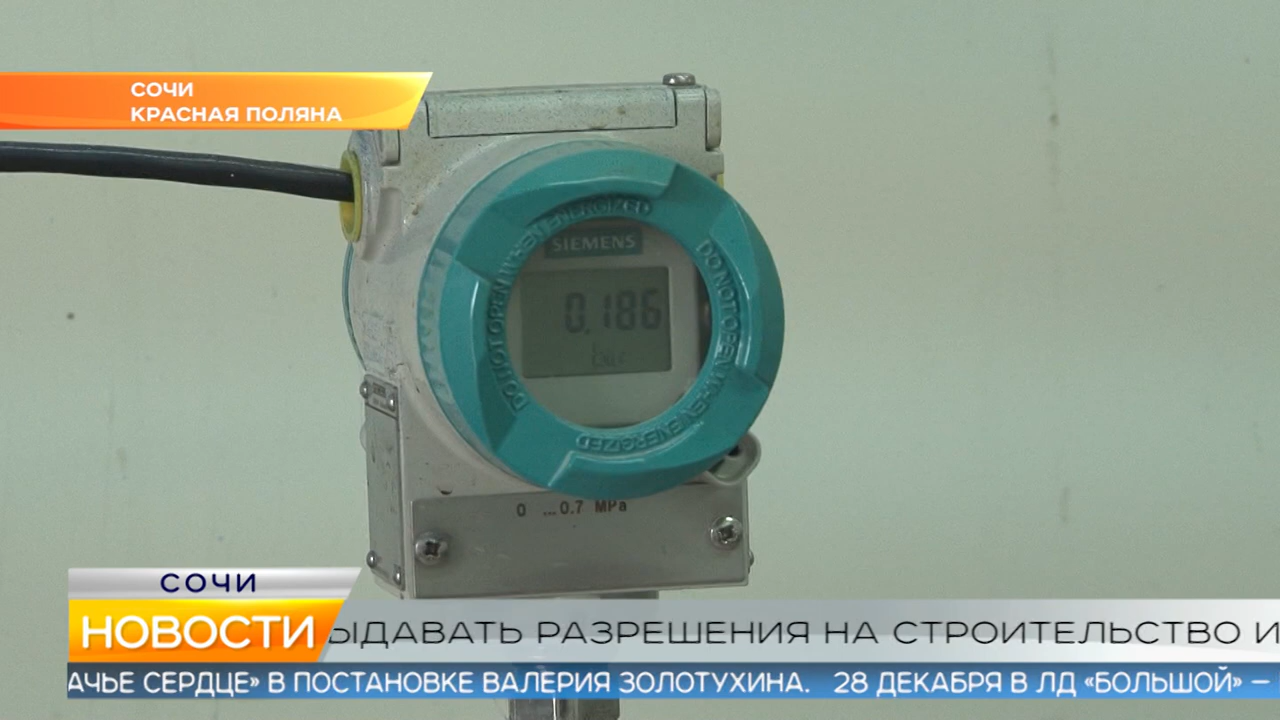 СОЧИ
КРАСНАЯ ПОЛЯНА
DO NOT OPEN WHEN ENERGIZED
DO NOT OPEN WHEN ENERGIZED
SIEMENS
0.186
bar
0 ...0.7 MPa
СОЧИ
НОВОСТИ
ЫДАВАТЬ РАЗРЕШЕНИЯ НА СТРОИТЕЛЬСТВО И
АЧЬЕ СЕРДЦЕ» В ПОСТАНОВКЕ ВАЛЕРИЯ ЗОЛОТУХИНА. 28 ДЕКАБРЯ В ЛД «БОЛЬШОЙ» –